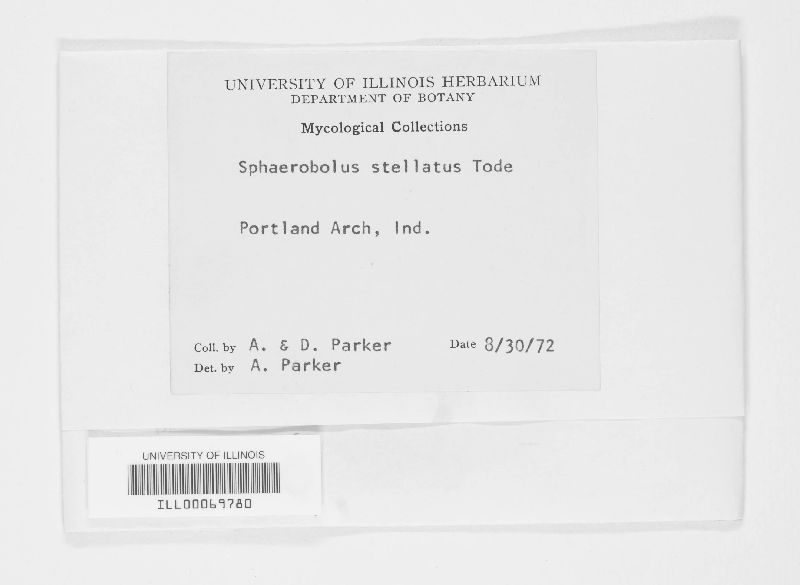 UNIVERSITY OF ILLINOIS HERBARIUM
DEPARTMENT OF BOTANY
Mycological Collections
Sphaerobolus stellatus Tode
Portland Arch, Ind.
Coll. by A. & D. Parker Date 8/30/72
Det. by A. Parker
UNIVERSITY OF ILLINOIS
ILL00069780